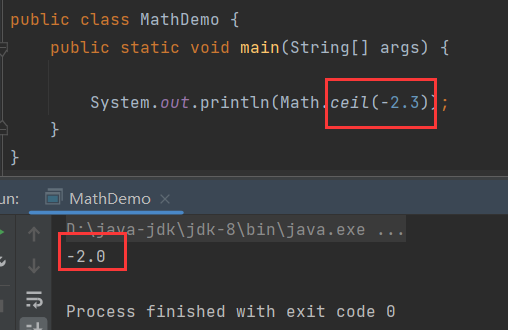 public class MathDemo {
public static void main(String[] args) {
System.out.println(Math.ceil(-2.3));
}
}
un: MathDemo ×
D:\java-jdk\jdk-8\bin\java.exe ...
-2.0
Process finished with exit code 0